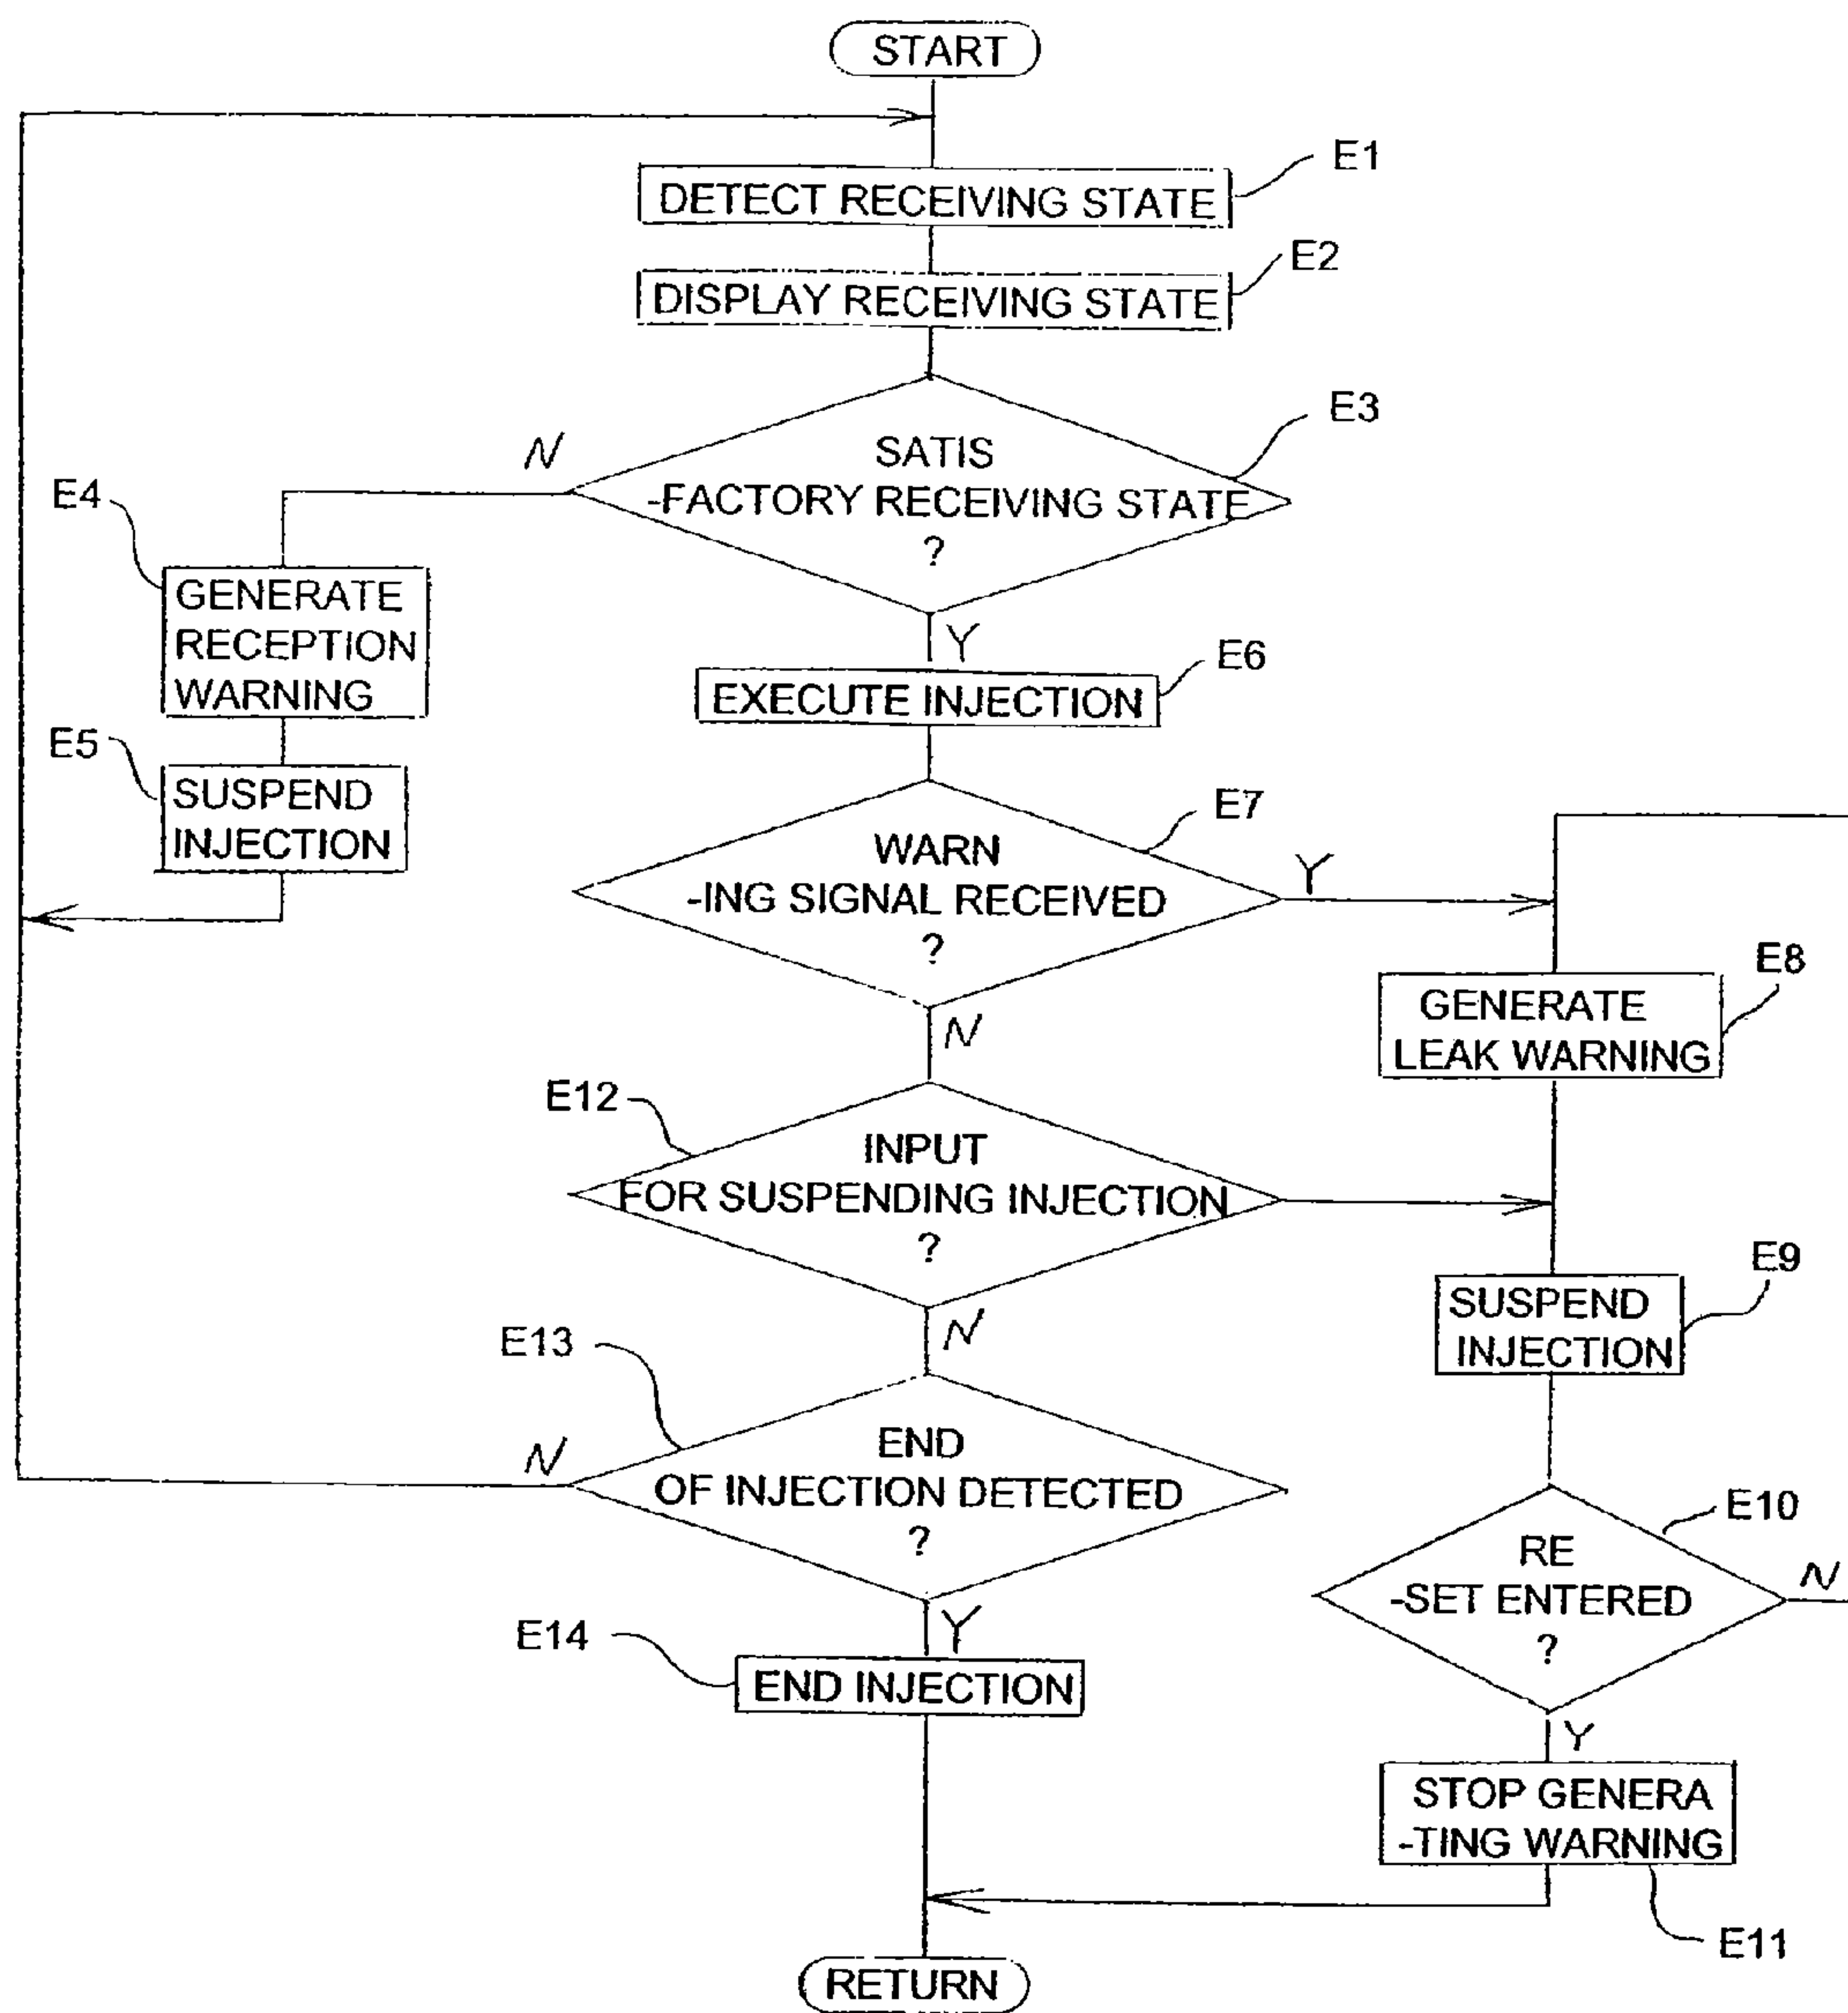 START
E1
DETECT RECEIVING STATE
E2
DISPLAY RECEIVING STATE
E3
N
SATIS
-FACTORY RECEIVING STATE
?
E4
GENERATE
RECEPTION
WARNING
Y
E6
EXECUTE INJECTION
E5
SUSPEND
INJECTION
E7
WARN
-ING SIGNAL RECEIVED
?
Y
E8
GENERATE
LEAK WARNING
N
E12
INPUT
FOR SUSPENDING INJECTION
?
E9
SUSPEND
INJECTION
N
E13
N
END
OF INJECTION DETECTED
?
E10
RE
-SET ENTERED
?
N
Y
E14
END INJECTION
Y
STOP GENERA
-TING WARNING
E11
RETURN